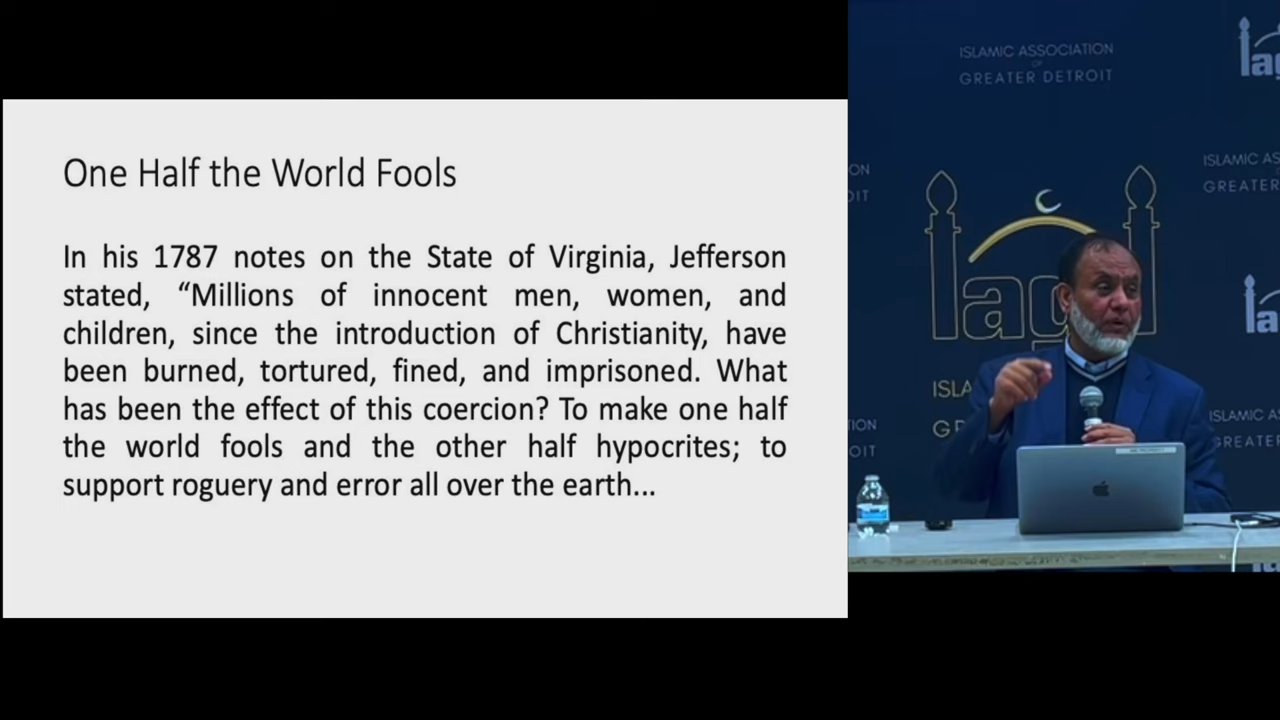 One Half the World Fools
In his 1787 notes on the State of Virginia, Jefferson
stated, “Millions of innocent men, women, and
children, since the introduction of Christianity, have
been burned, tortured, fined, and imprisoned. What
has been the effect of this coercion? To make one half
the world fools and the other half hypocrites; to
support roguery and error all over the earth...
ISLAMIC ASSOCIATION
OF
GREATER DETROIT